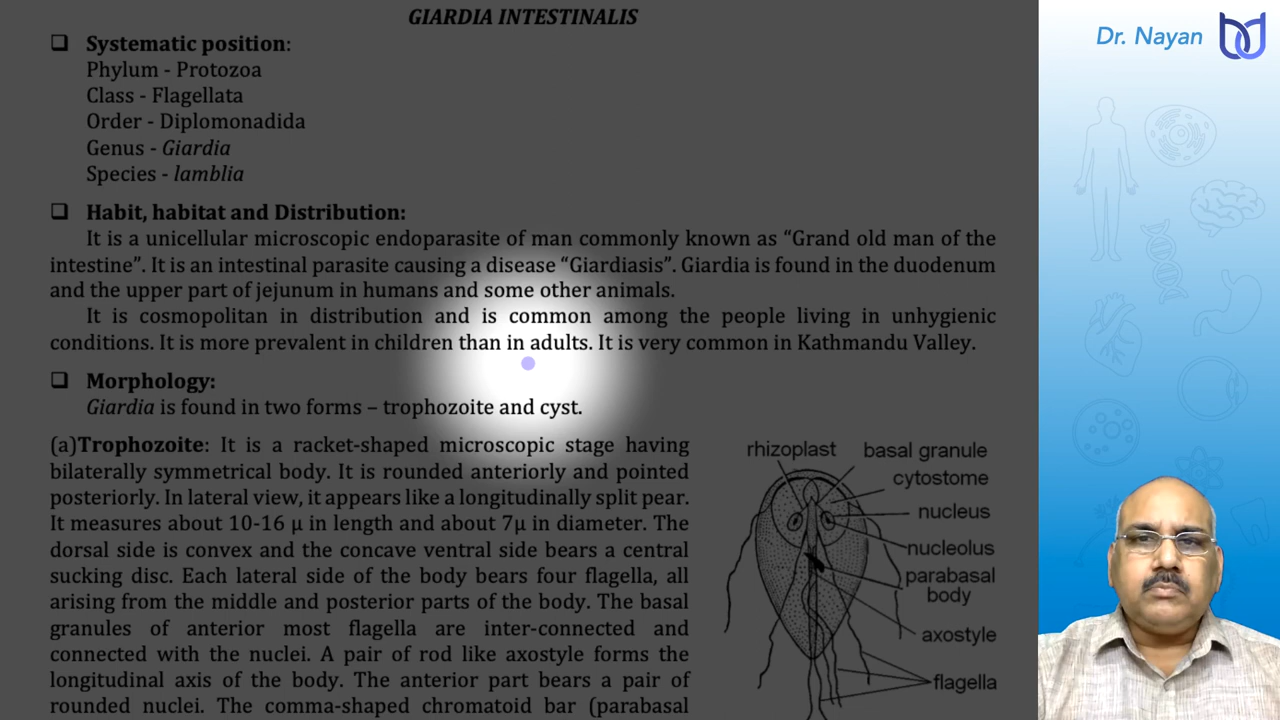 GIARDIA INTESTINALIS
Dr. Nayan
Systematic position:
Phylum - Protozoa
Class - Flagellata
Order - Diplomonadida
Genus - Giardia
Species - lamblia
Habit, habitat and Distribution:
It is a unicellular microscopic endoparasite of man commonly known as “Grand old man of the
intestine”. It is an intestinal parasite causing a disease “Giardiasis”. Giardia is found in the duodenum
and the upper part of jejunum in humans and some other animals.
It is cosmopolitan in distribution and is common among the people living in unhygienic
conditions. It is more prevalent in children than in adults. It is very common in Kathmandu Valley.
Morphology:
Giardia is found in two forms – trophozoite and cyst.
(a)Trophozoite: It is a racket-shaped microscopic stage having
bilaterally symmetrical body. It is rounded anteriorly and pointed
posteriorly. In lateral view, it appears like a longitudinally split pear.
It measures about 10-16 μ in length and about 7μ in diameter. The
dorsal side is convex and the concave ventral side bears a central
sucking disc. Each lateral side of the body bears four flagella, all
arising from the middle and posterior parts of the body. The basal
granules of anterior most flagella are inter-connected and
connected with the nuclei. A pair of rod like axostyle forms the
longitudinal axis of the body. The anterior part bears a pair of
rounded nuclei. The comma-shaped chromatoid bar (parabasal
rhizoplast
basal granule
cytostome
nucleus
nucleolus
parabasal
body
axostyle
flagella